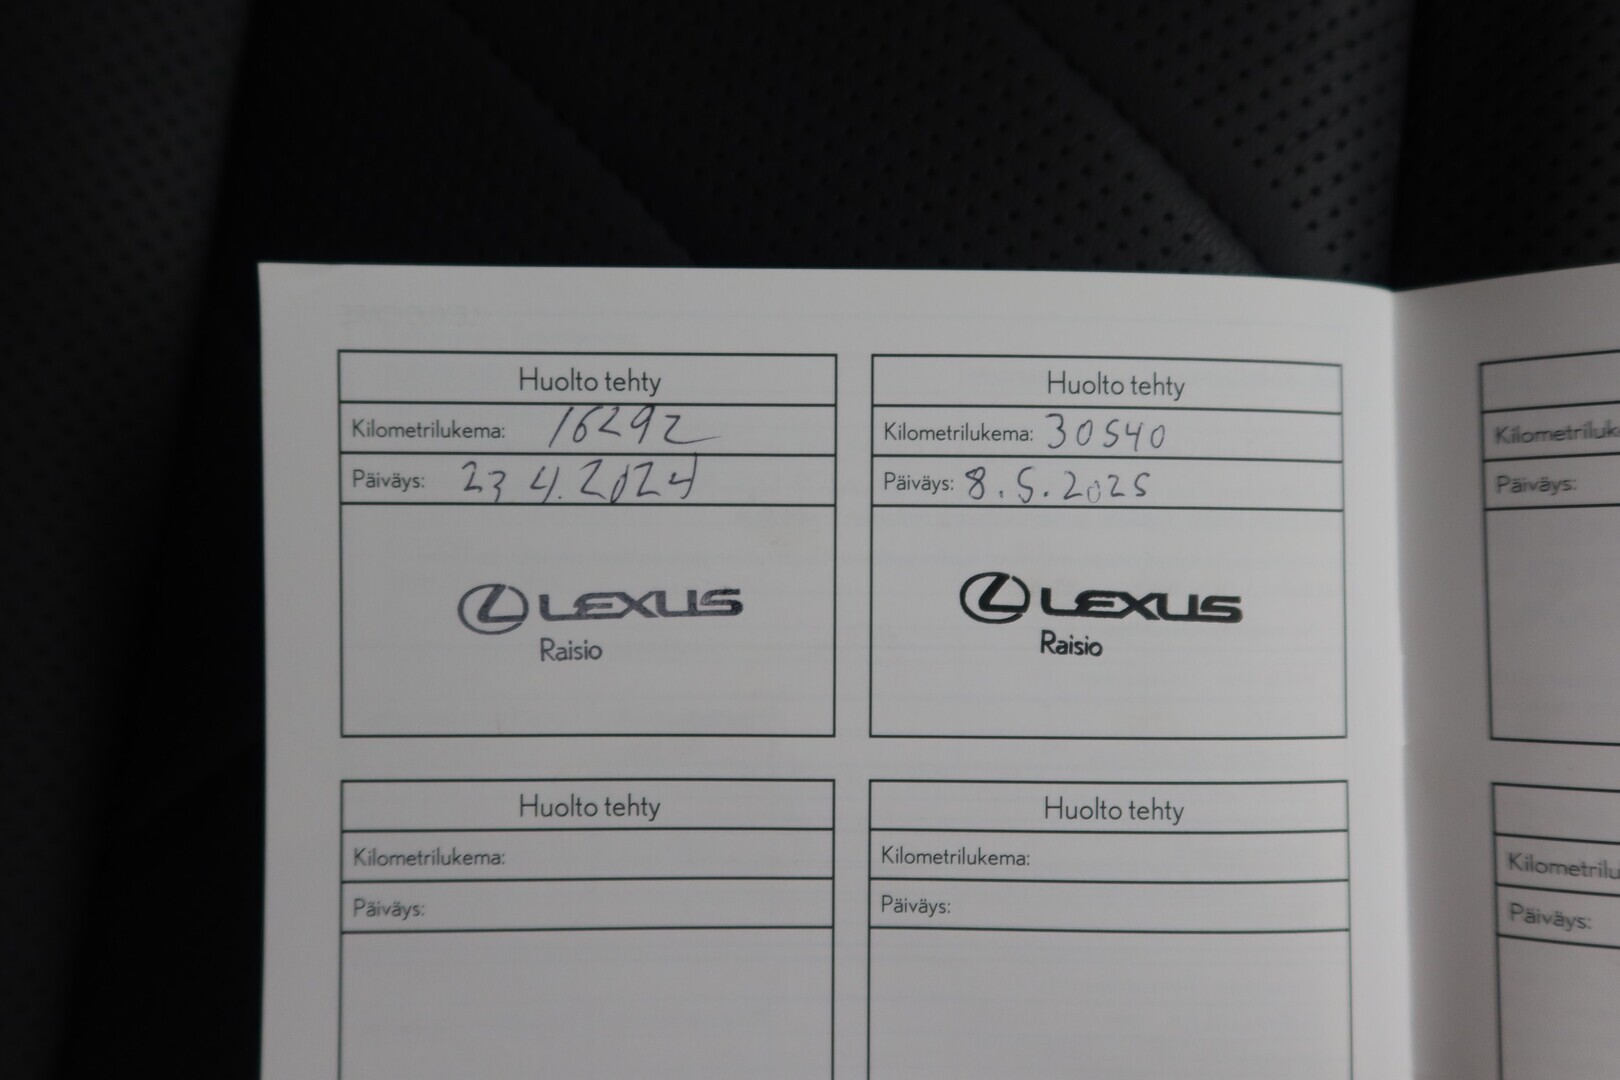 Huolto tehty
Kilometrilukema: 16292
Päiväys: 23 4.2024
LEXUS
Raisio
Huolto tehty
Kilometrilukema: 30540
Päiväys: 8.5.2025
LEXUS
Raisio
Huolto tehty
Kilometrilukema:
Päiväys:
Huolto tehty
Kilometrilukema:
Päiväys:
Kilometriluk
Päiväys:
Kilometrilu
Päiväys: